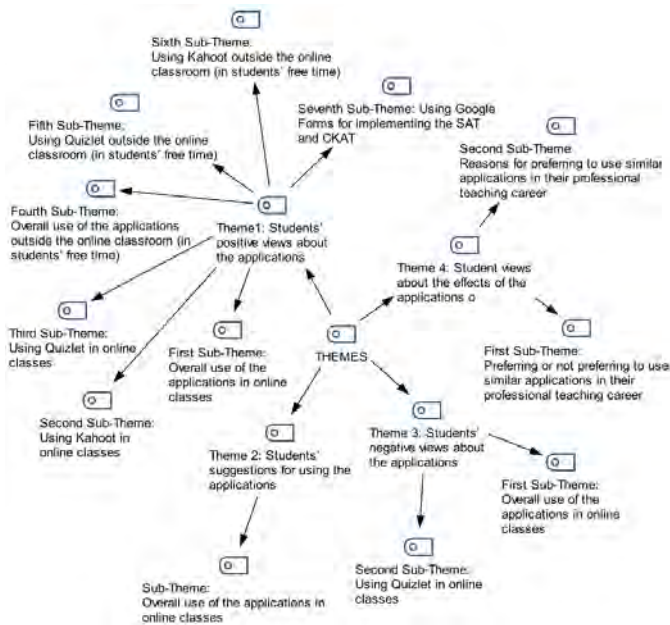 Sixth Sub-Theme:
Using Kahoot outside the online
classroom (in students' free time)
Seventh Sub-Theme: Using Google
Forms for implementing the SAT
and CKAT
Fifth Sub-Theme:
Using Quizlet outside the online
classroom (in students' free time)
Second Sub-Theme
Reasons for preferring to use similar
applications in their professional
teaching career
Fourth Sub-Theme:
Overall use of the applications
outside the online classroom (in
students' free time)
Theme1: Students'
positive views about
the applications
Theme 4: Student views
about the effects of the
applications o
Third Sub-Theme:
Using Quizlet in online
classes
First Sub-Theme:
Overall use of the
applications in online
classes
THEMES
First Sub-Theme:
Preferring or not preferring to use
similar applications in their
professional teaching career
Second Sub-Theme:
Using Kahoot in
online classes
Theme 2: Students'
suggestions for using the
applications
Theme 3: Students'
negative views about
the applications
First Sub-Theme:
Overall use of the
applications in online
classes
Sub-Theme:
Overall use of the applications in
online classes
Second Sub-Theme:
Using Quizlet in online
classes